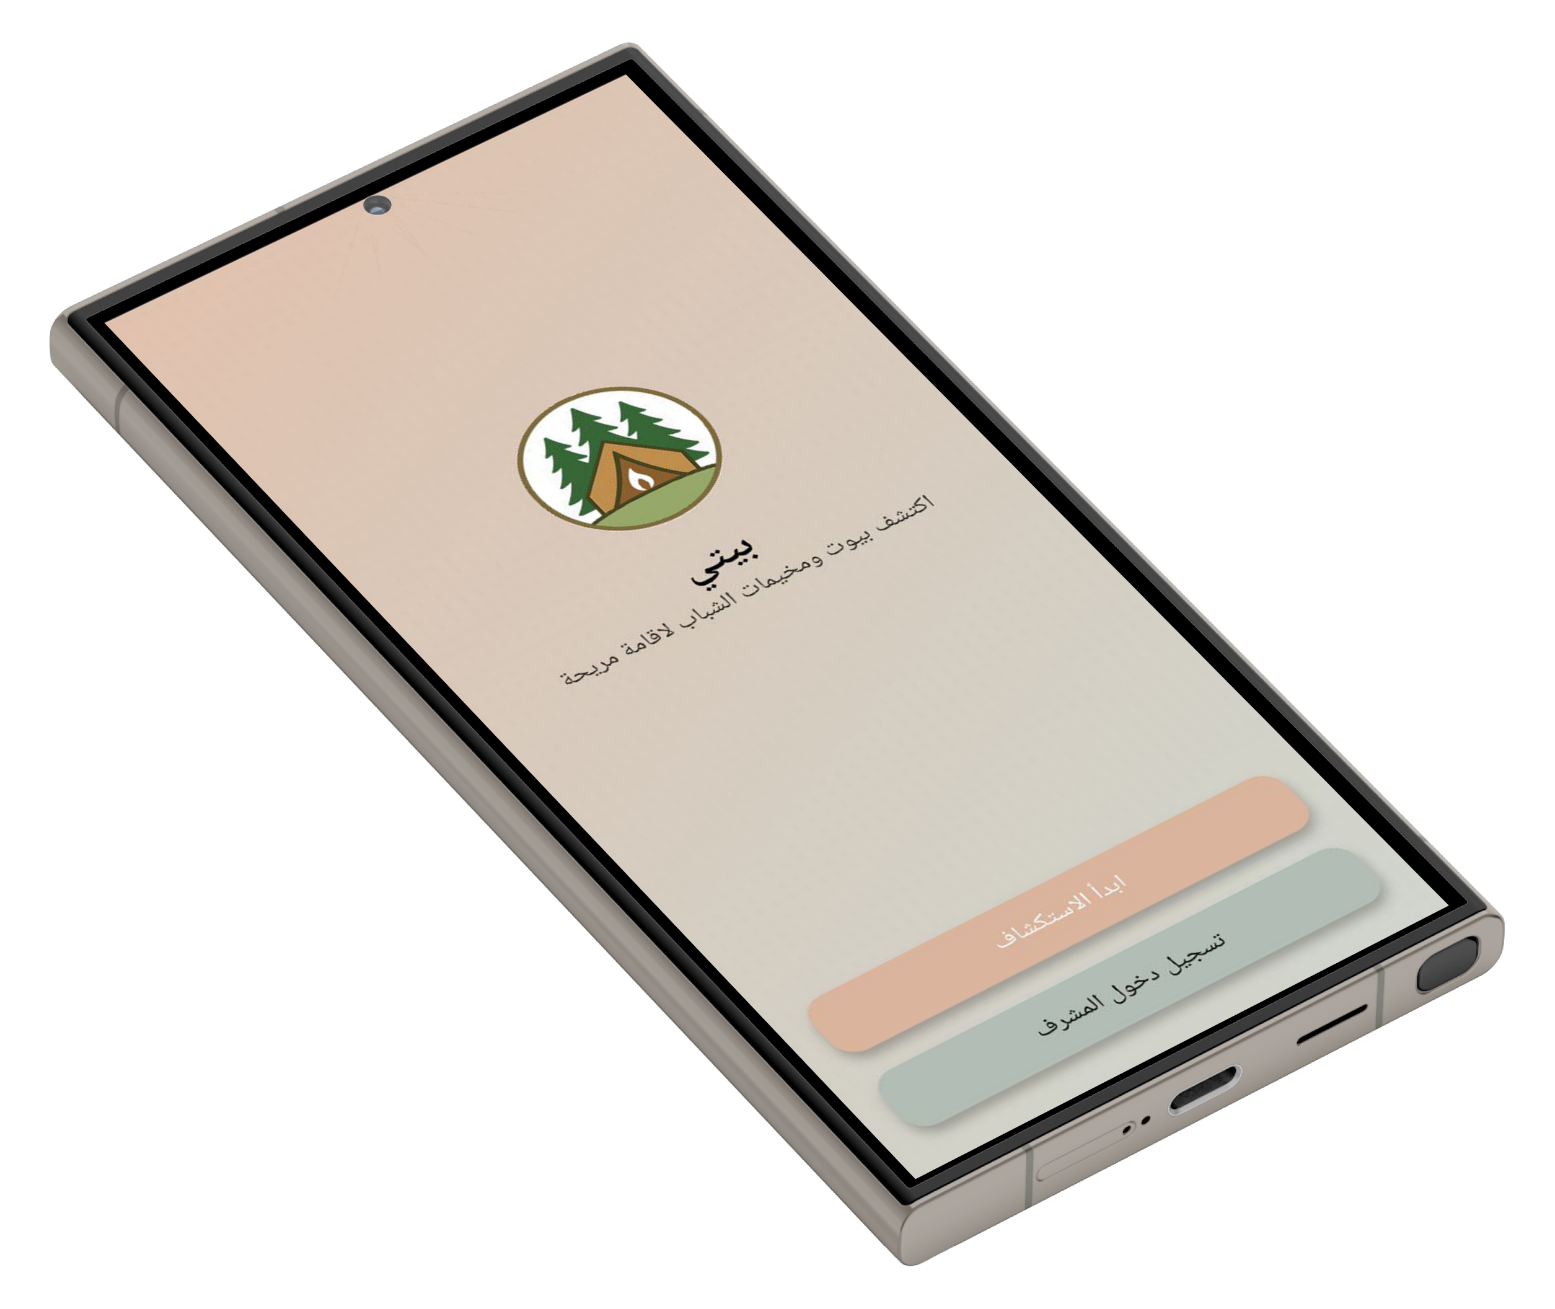 بيتي
اكتشف بيوت ومخيمات الشباب لاقامة مريحة
ابدأ الاستكشاف
تسجيل دخول المشرف